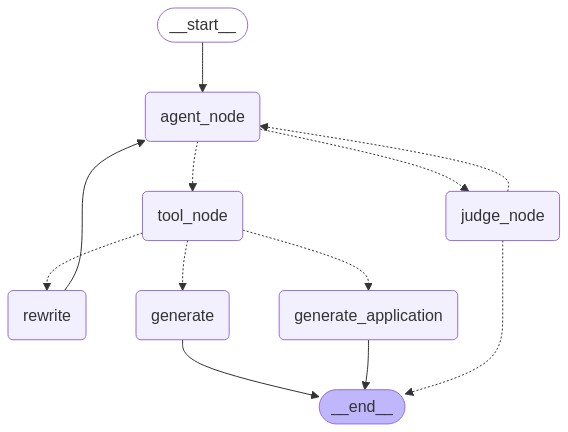 __start__
agent_node
tool_node
judge_node
rewrite
generate
generate_application
__end__